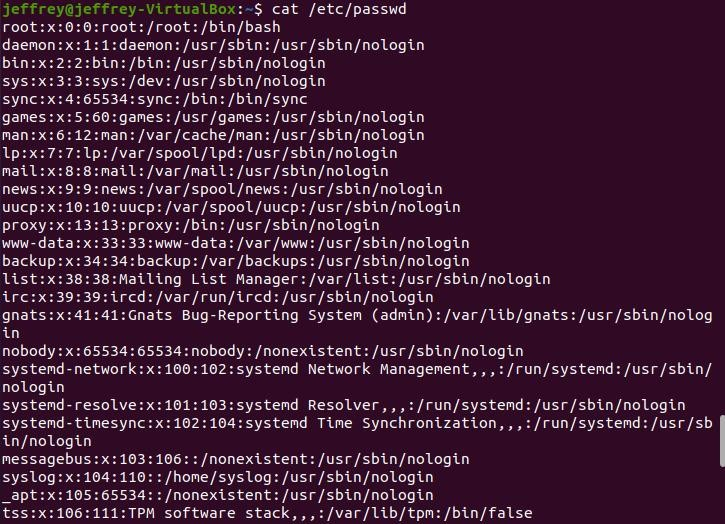 jeffrey@jeffrey-VirtualBox:~$ cat /etc/passwd
root:x:0:0:root:/root:/bin/bash
daemon:x:1:1:daemon:/usr/sbin:/usr/sbin/nologin
bin:x:2:2:bin:/bin:/usr/sbin/nologin
sys:x:3:3:sys:/dev:/usr/sbin/nologin
sync:x:4:65534:sync:/bin:/bin/sync
games:x:5:60:games:/usr/games:/usr/sbin/nologin
man:x:6:12:man:/var/cache/man:/usr/sbin/nologin
lp:x:7:7:lp:/var/spool/lpd:/usr/sbin/nologin
mail:x:8:8:mail:/var/mail:/usr/sbin/nologin
news:x:9:9:news:/var/spool/news:/usr/sbin/nologin
uucp:x:10:10:uucp:/var/spool/uucp:/usr/sbin/nologin
proxy:x:13:13:proxy:/bin:/usr/sbin/nologin
www-data:x:33:33:www-data:/var/www:/usr/sbin/nologin
backup:x:34:34:backup:/var/backups:/usr/sbin/nologin
list:x:38:38:Mailing List Manager:/var/list:/usr/sbin/nologin
irc:x:39:39:ircd:/var/run/ircd:/usr/sbin/nologin
gnats:x:41:41:Gnats Bug-Reporting System (admin):/var/lib/gnats:/usr/sbin/nolog
in
nobody:x:65534:65534:nobody:/nonexistent:/usr/sbin/nologin
systemd-network:x:100:102:systemd Network Management,,,:/run/systemd:/usr/sbin/
nologin
systemd-resolve:x:101:103:systemd Resolver,,,:/run/systemd:/usr/sbin/nologin
systemd-timesync:x:102:104:systemd Time Synchronization,,,:/run/systemd:/usr/sb
in/nologin
messagebus:x:103:106::/nonexistent:/usr/sbin/nologin
syslog:x:104:110::/home/syslog:/usr/sbin/nologin
_apt:x:105:65534::/nonexistent:/usr/sbin/nologin
tss:x:106:111:TPM software stack,,,:/var/lib/tpm:/bin/false